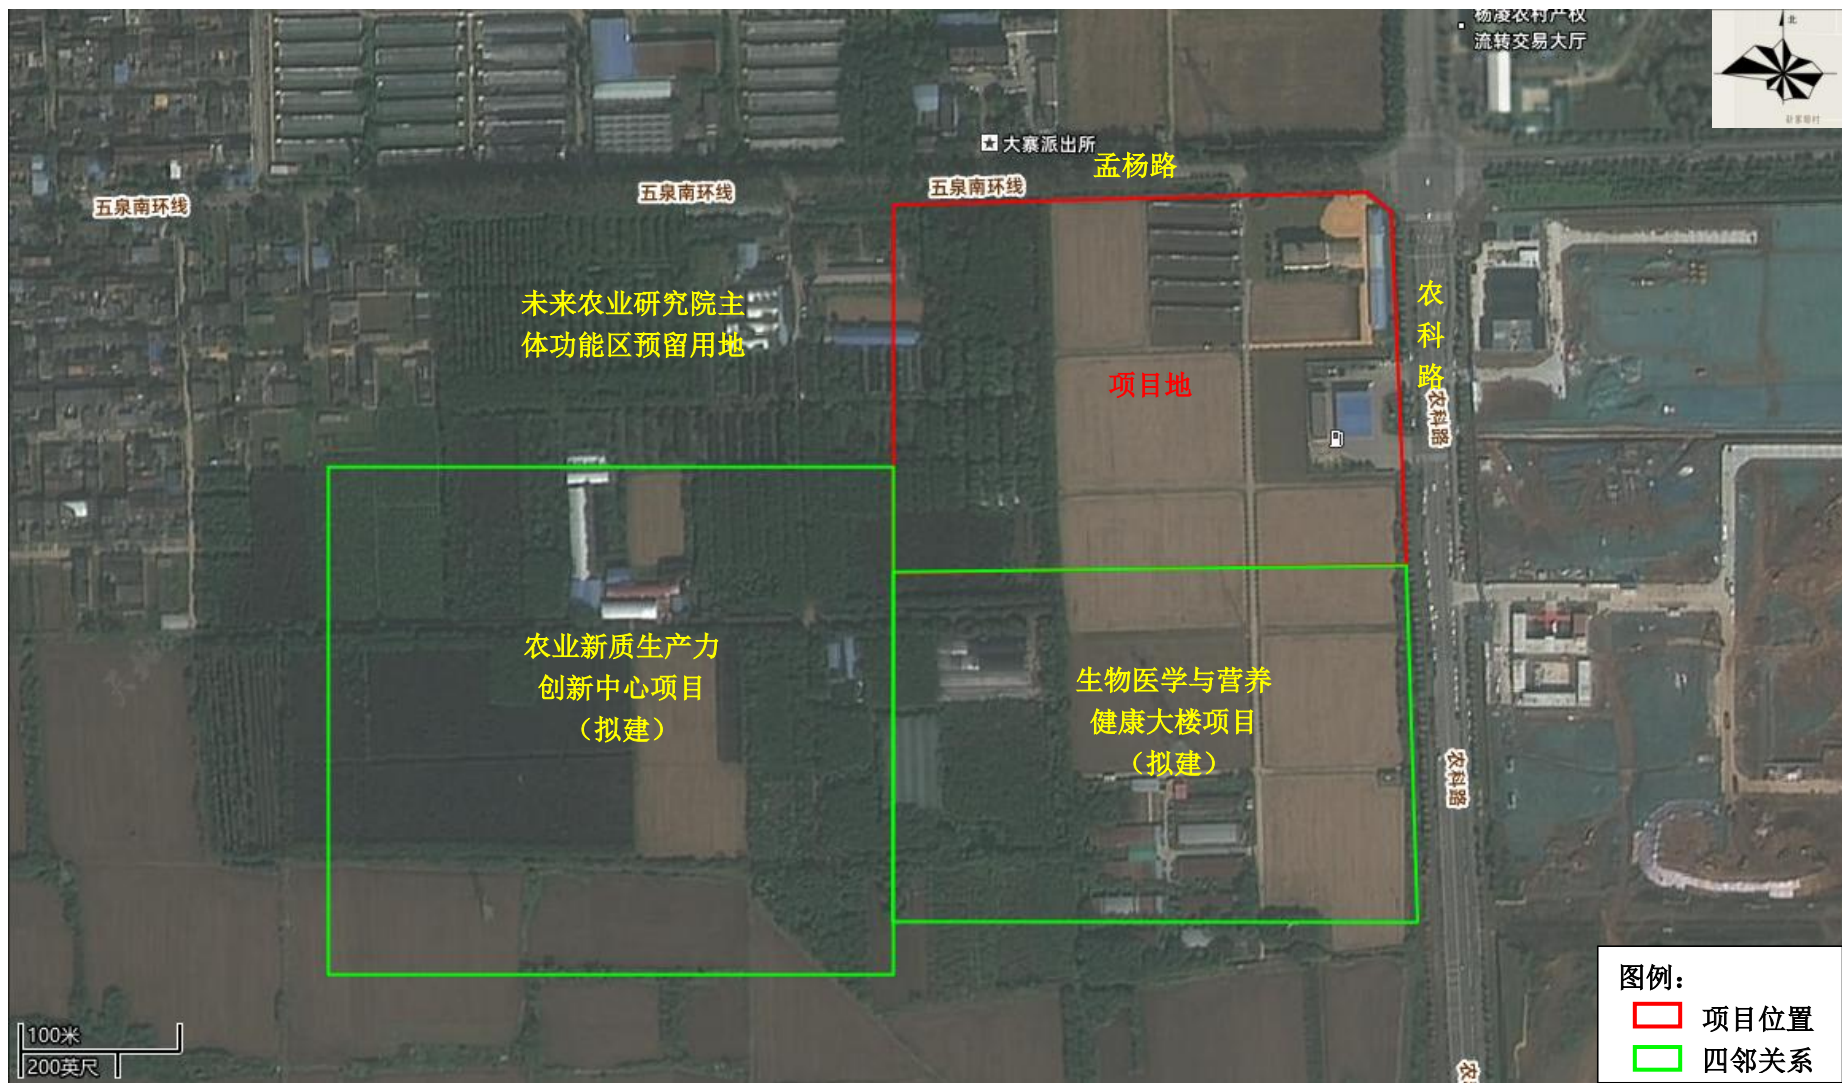 杨凌农村产权
流转交易大厅
北
大寨派出所
孟杨路
五泉南环线
五泉南环线
五泉南环线
未来农业研究院主
体功能区预留用地
农
科
路
项目地
农科路
农业新质生产力
创新中心项目
（拟建）
生物医学与营养
健康大楼项目
（拟建）
农科路
图例：
项目位置
四邻关系
100米
200英尺
农